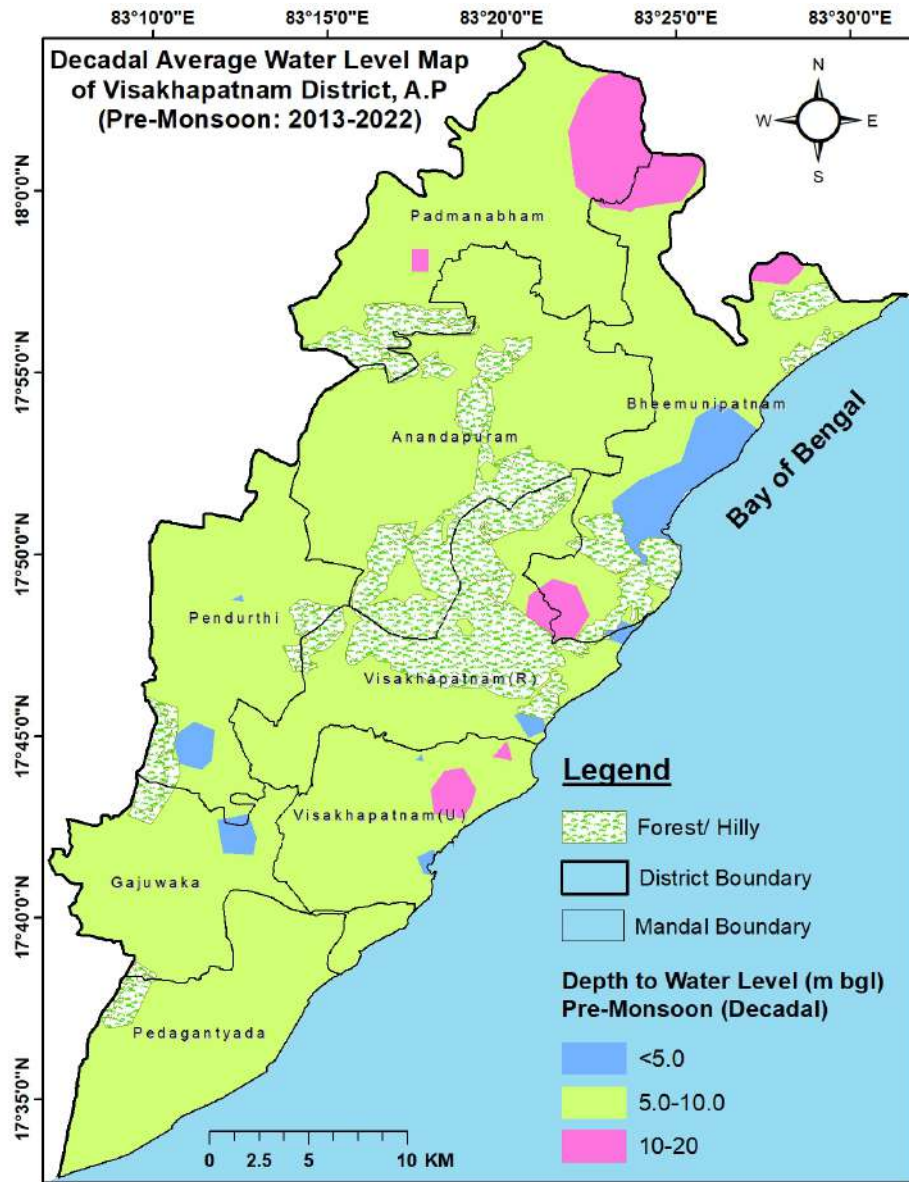 83°10'0"E 83°15'0"E 83°20'0"E 83°25'0"E 83°30'0"E
Decadal Average Water Level Map
of Visakhapatnam District, A.P
(Pre-Monsoon: 2013-2022)
N
W E
S
18°0'0"N
Padmanabham
17°55'0"N
Bheemunipatnam
Anandapuram
Bay of Bengal
17°50'0"N
Pendurthi
Visakhapatnam(R)
17°45'0"N
Visakhapatnam(U)
Gajuwaka
17°40'0"N
Pedagantyada
17°35'0"N
0 2.5 5 10 KM
Legend
Forest/ Hilly
District Boundary
Mandal Boundary
Depth to Water Level (m bgl)
Pre-Monsoon (Decadal)
<5.0
5.0-10.0
10-20